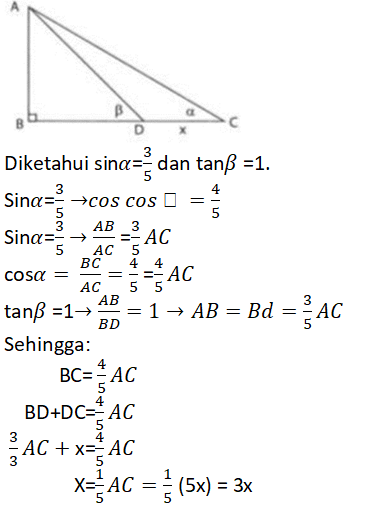 A
B
β
D
α
x
C
Diketahui sinα=3/5 dan tanβ =1.
Sinα=3/5 →cos cos □ = 4/5
Sinα=3/5 → AB/AC =3/5 AC
cosα = BC/AC = 4/5 =4/5 AC
tanβ =1→ AB/BD = 1 → AB = Bd = 3/5 AC
Sehingga:
BC=4/5 AC
BD+DC=4/5 AC
3/3 AC + x=4/5 AC
X=1/5 AC = 1/5 (5x) = 3x